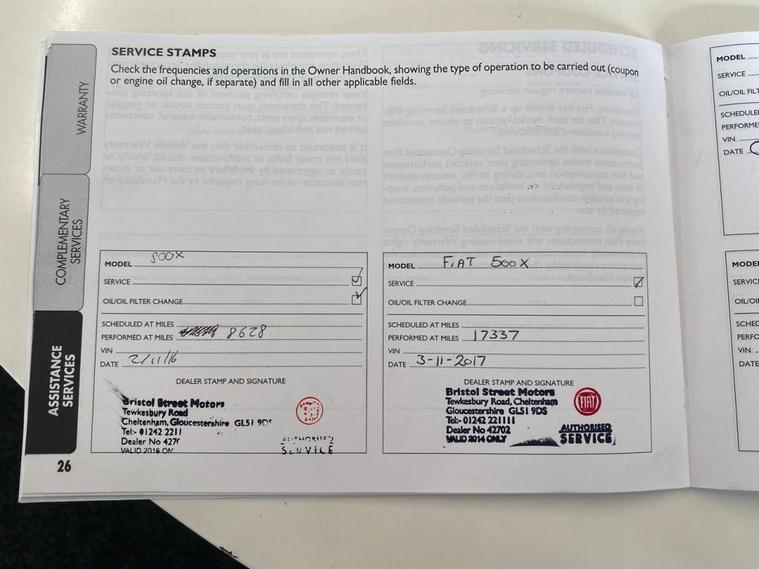 SERVICE STAMPS
Check the frequencies and operations in the Owner Handbook, showing the type of operation to be carried out (coupon
or engine oil change, if separate) and fill in all other applicable fields.
WARRANTY
COMPLEMENTARY
SERVICES
ASSISTANCE
SERVICES
MODEL 500X
SERVICE
OIL/OIL FILTER CHANGE
SCHEDULED AT MILES
PERFORMED AT MILES 8628
VIN
DATE 2/11/16
DEALER STAMP AND SIGNATURE
Bristol Street Motors
Tewkesbury Road
Cheltenham, Gloucestershire GL51 9DS
Tel:- 01242 2211
Dealer No 427
VALID 2016 ON
AUTHORISED
SERVICE
MODEL FIAT 500X
SERVICE
OIL/OIL FILTER CHANGE
SCHEDULED AT MILES
PERFORMED AT MILES 17337
VIN
DATE 3-11-2017
DEALER STAMP AND SIGNATURE
Bristol Street Motors
Tewkesbury Road, Cheltenham
Gloucestershire GL51 9DS
Tel:- 01242 221111
Dealer No 42702
VALID 2014 ONLY
FIAT
AUTHORISED
SERVICE
26
MODEL
SERVICE
OIL/OIL FILT
SCHEDULE
PERFORME
VIN
DATE
MODEL
SERVIC
OIL/OIL
SCHED
PERFO
VIN
DATE